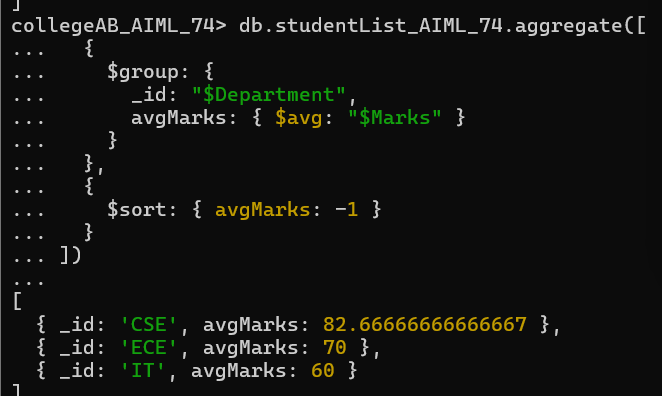 ]
collegeAB_AIML_74> db.studentList_AIML_74.aggregate([
...   {
...     $group: {
...       _id: "$Department",
...       avgMarks: { $avg: "$Marks" }
...     }
...   },
...   {
...     $sort: { avgMarks: -1 }
...   }
... ])
...
[
  { _id: 'CSE', avgMarks: 82.66666666666667 },
  { _id: 'ECE', avgMarks: 70 },
  { _id: 'IT', avgMarks: 60 }
]